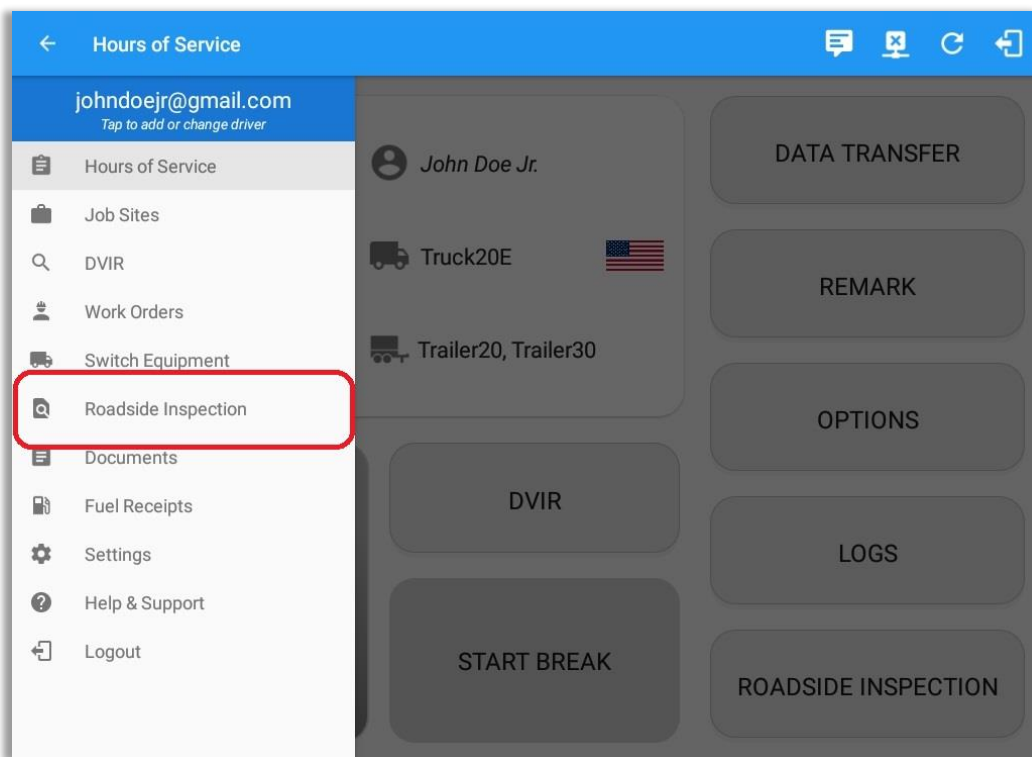 Hours of Service
johndoejr@gmail.com
Tap to add or change driver
Hours of Service
Job Sites
DVIR
Work Orders
Switch Equipment
Roadside Inspection
Documents
Fuel Receipts
Settings
Help & Support
Logout
John Doe Jr.
Truck20E
Trailer20, Trailer30
DVIR
START BREAK
DATA TRANSFER
REMARK
OPTIONS
LOGS
ROADSIDE INSPECTION